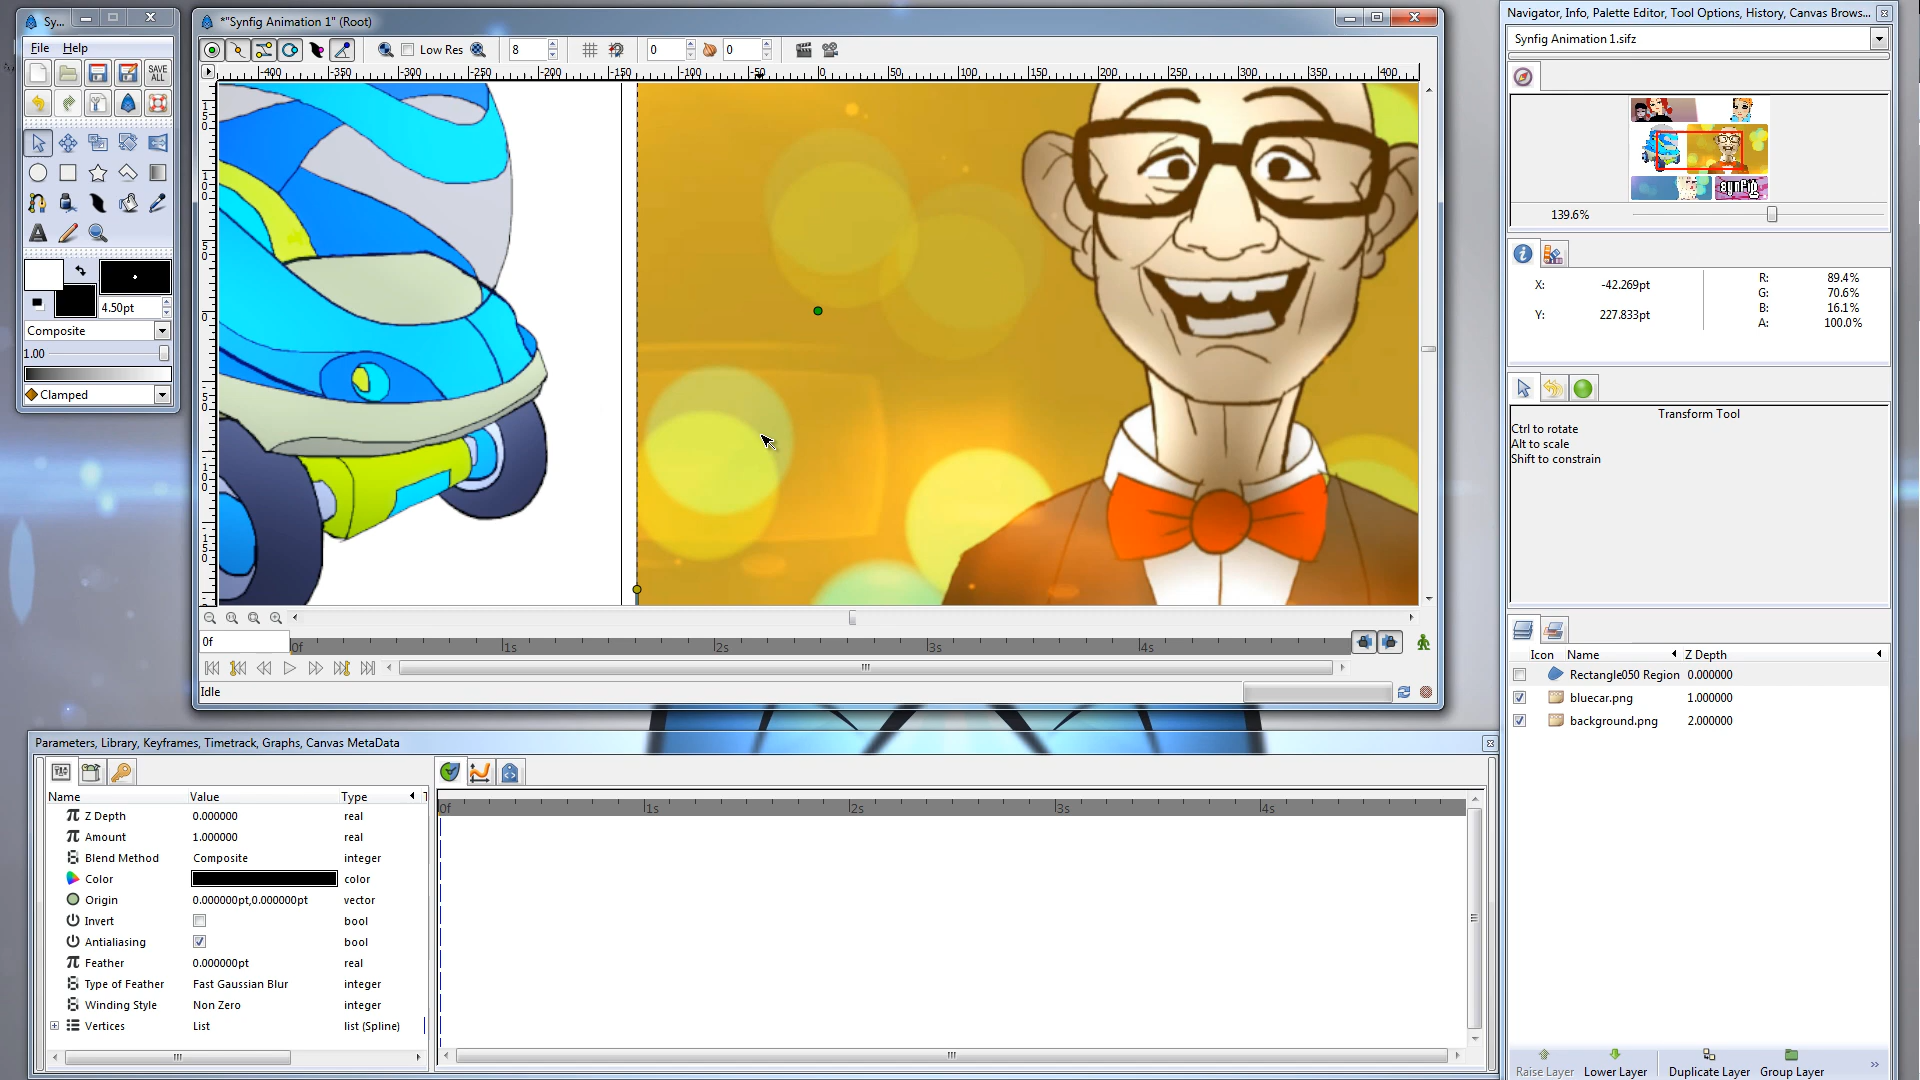 Sy...
File Help
SAVE ALL
4.50pt
Composite
1.00
Clamped
*"Synfig Animation 1" (Root)
Low Res 8 0 0
-400 -350 -300 -250 -200 -150 -100 -50 0 50 100 150 200 250 300 350 400
0f
0f 1s 2s 3s 4s
Idle
Navigator, Info, Palette Editor, Tool Options, History, Canvas Brows...
Synfig Animation 1.sifz
synfig
139.6%
X: -42.269pt
Y: 227.833pt
R: 89.4%
G: 70.6%
B: 16.1%
A: 100.0%
Transform Tool
Ctrl to rotate
Alt to scale
Shift to constrain
Icon Name Z Depth
Rectangle050 Region 0.000000
bluecar.png 1.000000
background.png 2.000000
Raise Layer Lower Layer Duplicate Layer Group Layer
Parameters, Library, Keyframes, Timetrack, Graphs, Canvas MetaData
Name Value Type
Z Depth 0.000000 real
Amount 1.000000 real
Blend Method Composite integer
Color color
Origin 0.000000pt,0.000000pt vector
Invert bool
Antialiasing bool
Feather 0.000000pt real
Type of Feather Fast Gaussian Blur integer
Winding Style Non Zero integer
Vertices List list (Spline)
0f 1s 2s 3s 4s